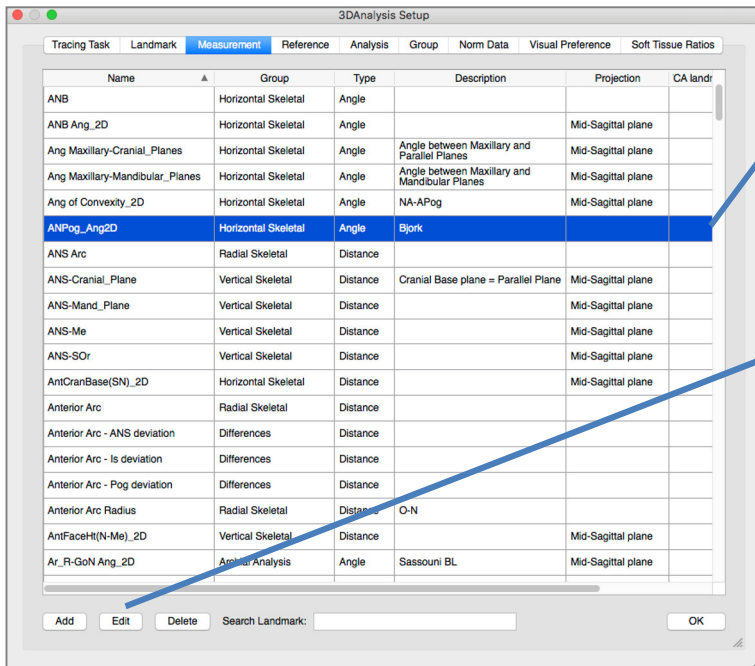 3DAnalysis Setup
Tracing Task Landmark Measurement Reference Analysis Group Norm Data Visual Preference Soft Tissue Ratios
Name Group Type Description Projection CA landr
ANB Horizontal Skeletal Angle
ANB Ang_2D Horizontal Skeletal Angle Mid-Sagittal plane
Ang Maxillary-Cranial_Planes Horizontal Skeletal Angle Angle between Maxillary and
Parallel Planes Mid-Sagittal plane
Ang Maxillary-Mandibular_Planes Horizontal Skeletal Angle Angle between Maxillary and
Mandibular Planes Mid-Sagittal plane
Ang of Convexity_2D Horizontal Skeletal Angle NA-APog Mid-Sagittal plane
ANPog_Ang2D Horizontal Skeletal Angle Bjork
ANS Arc Radial Skeletal Distance
ANS-Cranial_Plane Vertical Skeletal Distance Cranial Base plane = Parallel Plane Mid-Sagittal plane
ANS-Mand_Plane Vertical Skeletal Distance Mid-Sagittal plane
ANS-Me Vertical Skeletal Distance Mid-Sagittal plane
ANS-SOr Vertical Skeletal Distance Mid-Sagittal plane
AntCranBase(SN)_2D Horizontal Skeletal Distance Mid-Sagittal plane
Anterior Arc Radial Skeletal Distance
Anterior Arc - ANS deviation Differences Distance
Anterior Arc - Is deviation Differences Distance
Anterior Arc - Pog deviation Differences Distance
Anterior Arc Radius Radial Skeletal Distance O-N
AntFaceHt(N-Me)_2D Vertical Skeletal Distance Mid-Sagittal plane
Ar_R-GoN Ang_2D Archial Analysis Angle Sassouni BL Mid-Sagittal plane
Add Edit Delete Search Landmark: OK